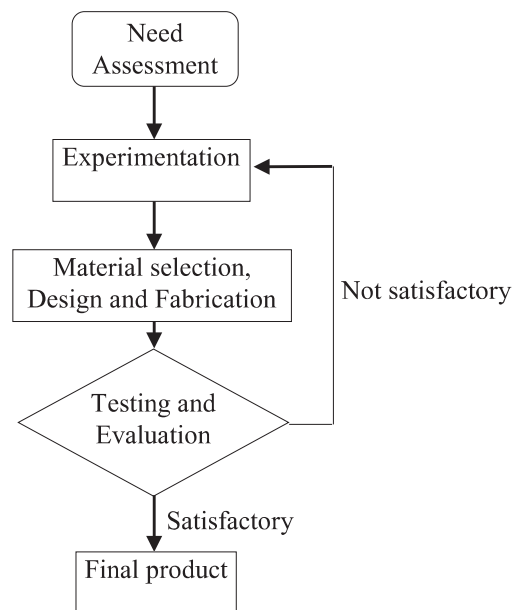 Need
Assessment
Experimentation
Material selection,
Design and Fabrication
Not satisfactory
Testing and
Evaluation
Satisfactory
Final product